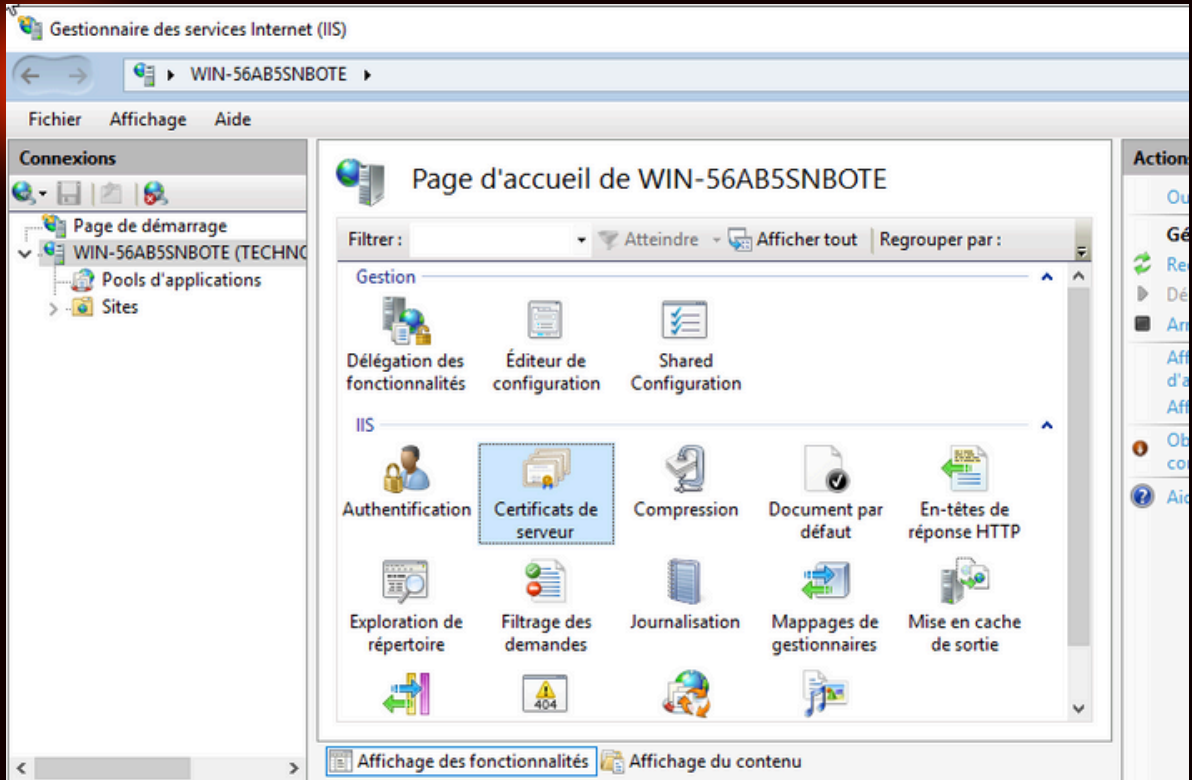 Gestionnaire des services Internet (IIS)
WIN-56AB5SNBOTE
Fichier Affichage Aide
Connexions
Page de démarrage
WIN-56AB5SNBOTE (TECHNO
Pools d'applications
Sites
Page d'accueil de WIN-56AB5SNBOTE
Filtrer : Atteindre Afficher tout Regrouper par :
Gestion
Délégation des fonctionnalités
Éditeur de configuration
Shared Configuration
IIS
Authentification
Certificats de serveur
Compression
Document par défaut
En-têtes de réponse HTTP
Exploration de répertoire
Filtrage des demandes
Journalisation
Mappages de gestionnaires
Mise en cache de sortie
404
Affichage des fonctionnalités Affichage du contenu
Action